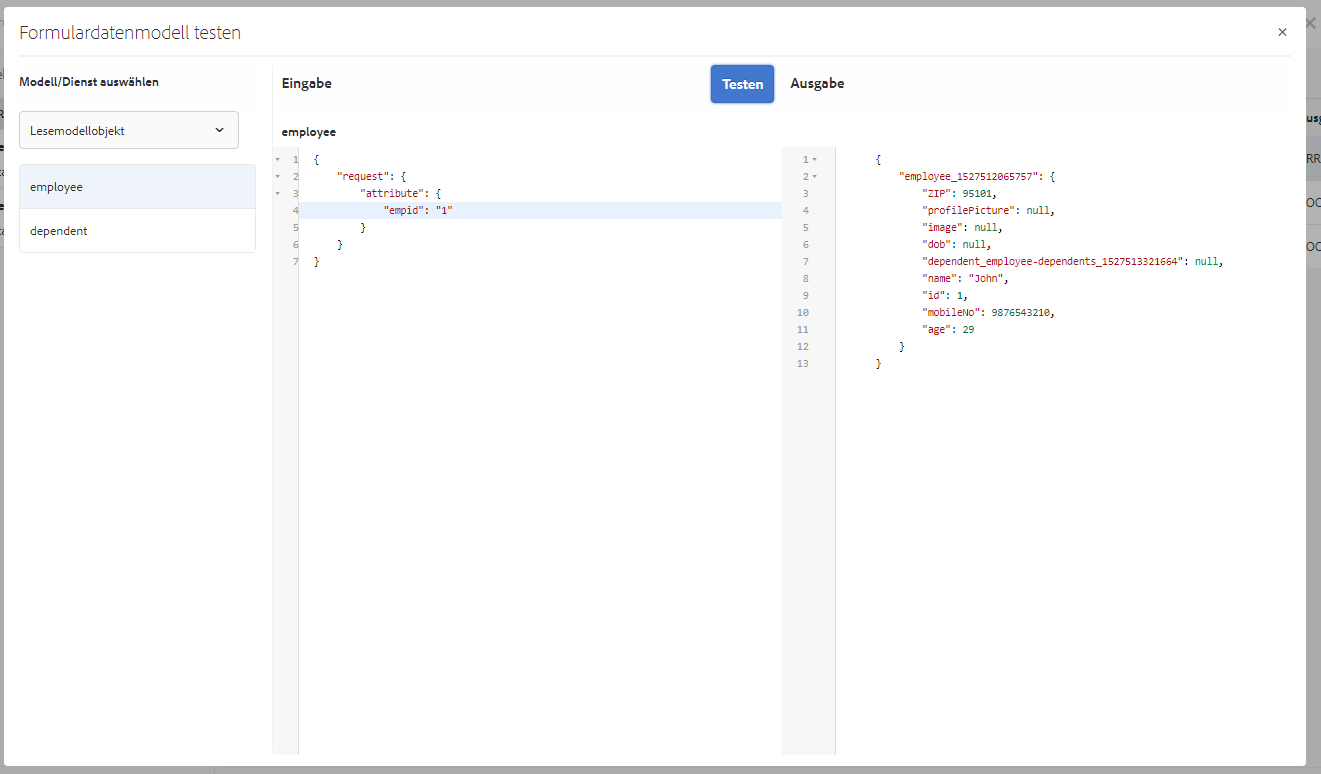 Formulardatenmodell testen
×
Modell/Dienst auswählen
Lesemodellobjekt
employee
dependent
Eingabe
Testen
employee
1 {
2 "request": {
3 "attribute": {
4 "empid": "1"
5 }
6 }
7 }
Ausgabe
1 {
2 "employee_1527512065757": {
3 "ZIP": 95101,
4 "profilePicture": null,
5 "image": null,
6 "dob": null,
7 "dependent_employee-dependents_1527513321664": null,
8 "name": "John",
9 "id": 1,
10 "mobileNo": 9876543210,
11 "age": 29
12 }
13 }